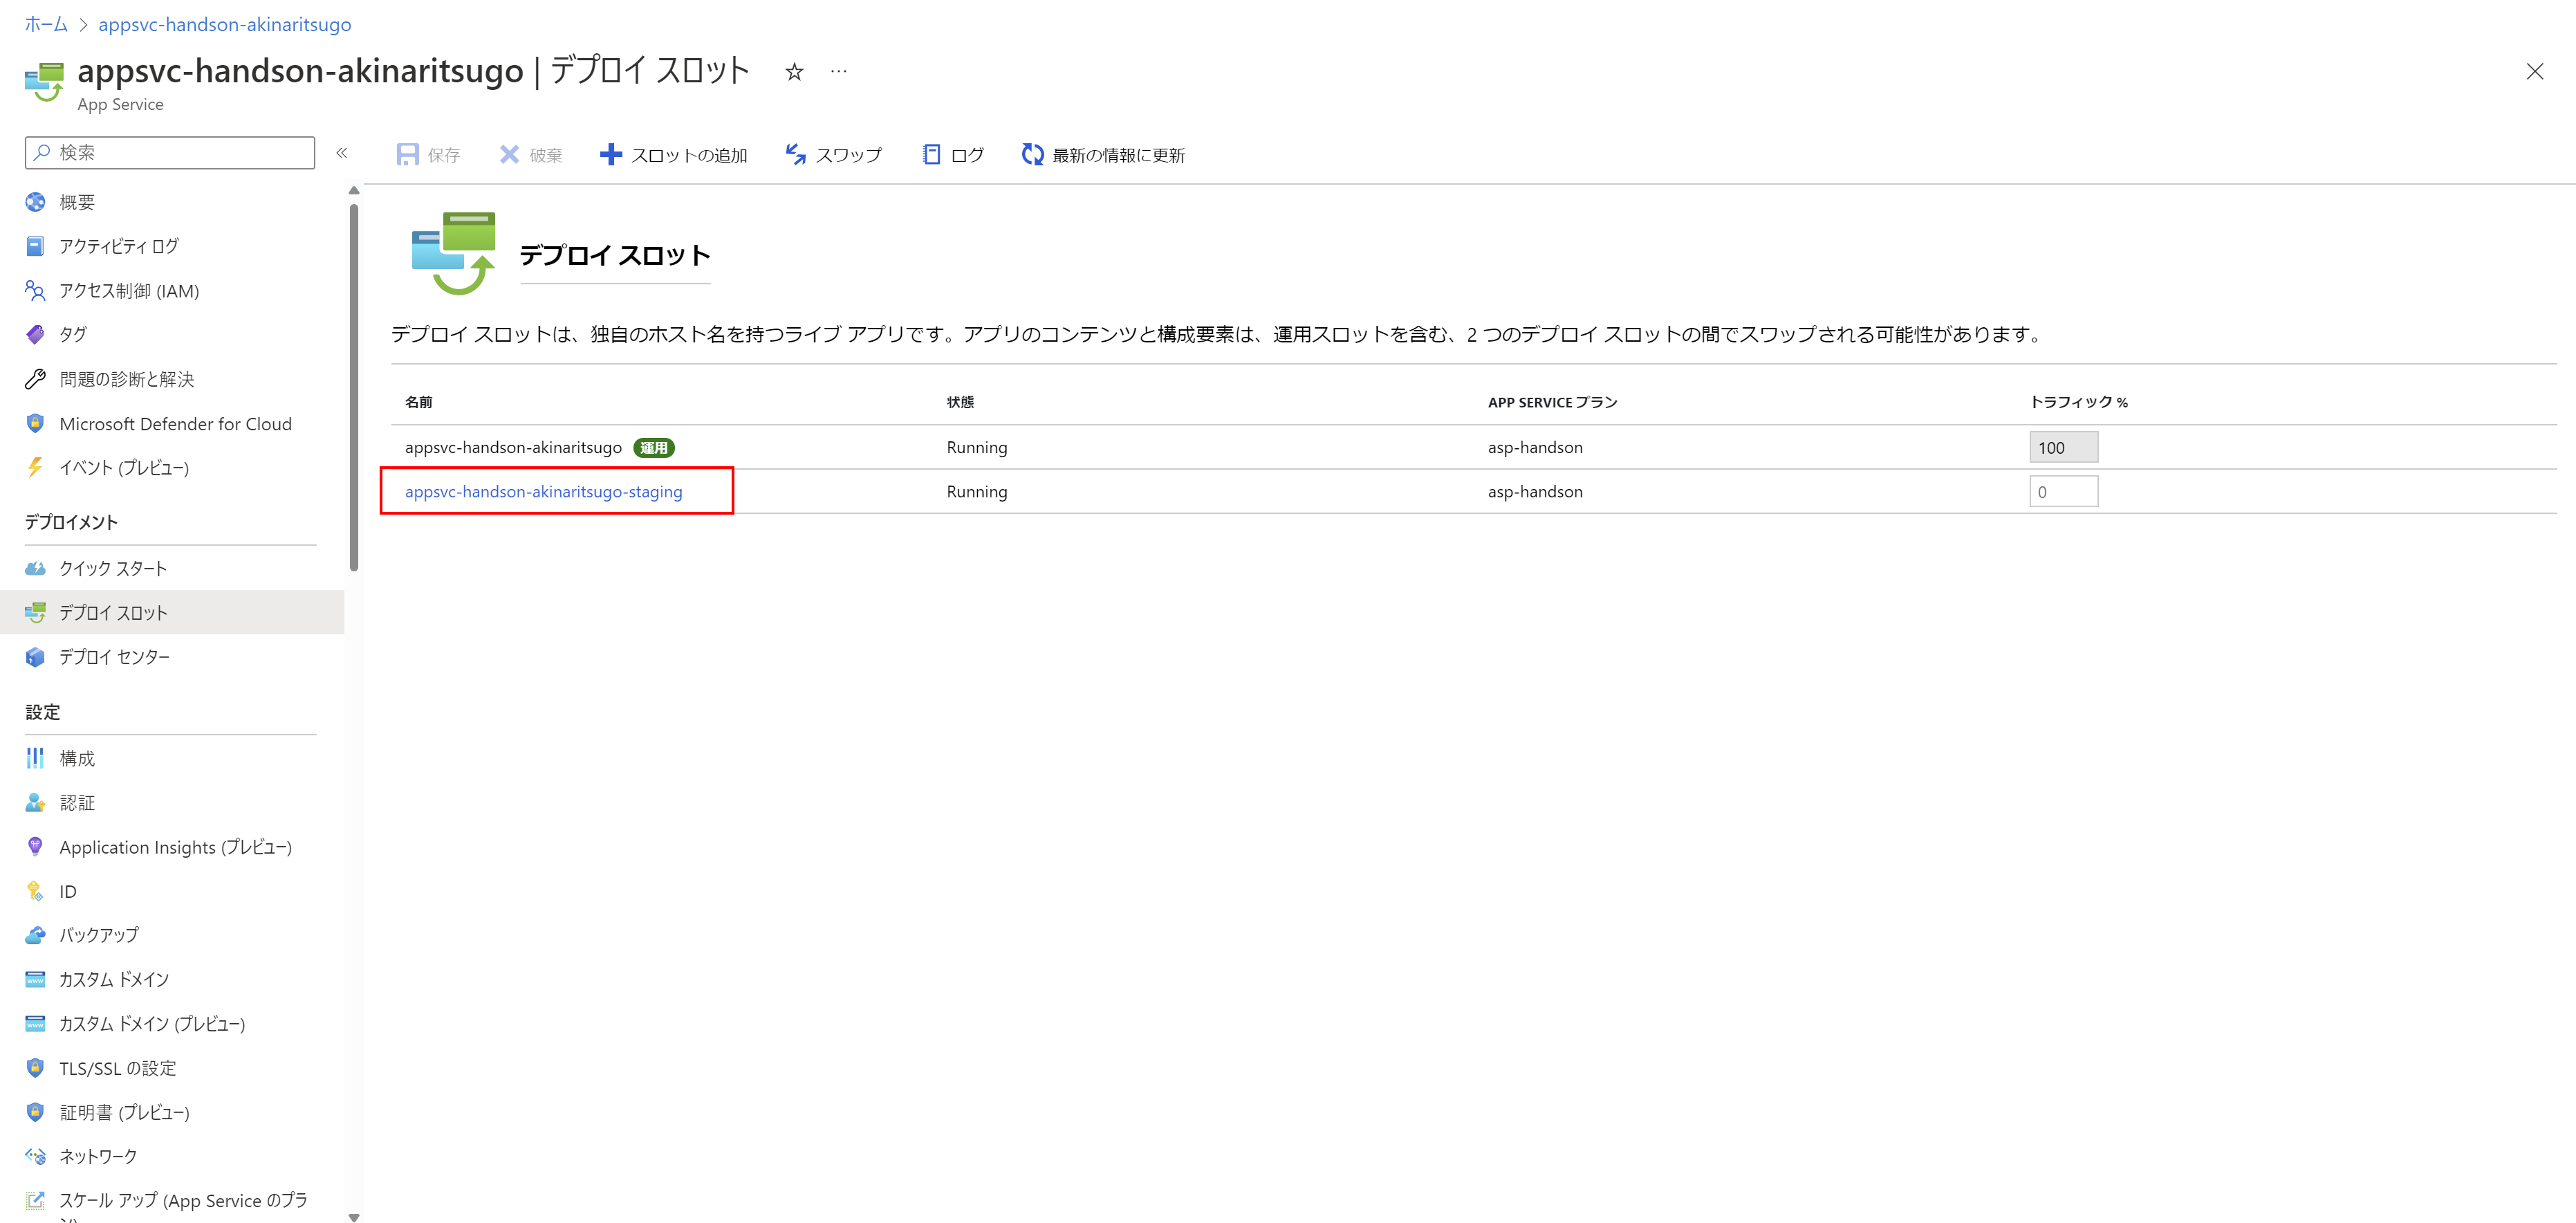 ホーム > appsvc-handson-akinaritsugo
appsvc-handson-akinaritsugo | デプロイ スロット ☆ …
App Service
検索
«
保存 破棄 スロットの追加 スワップ ログ 最新の情報に更新
概要
アクティビティ ログ
アクセス制御 (IAM)
タグ
問題の診断と解決
Microsoft Defender for Cloud
イベント (プレビュー)
デプロイメント
クイック スタート
デプロイ スロット
デプロイ センター
設定
構成
認証
Application Insights (プレビュー)
ID
バックアップ
カスタム ドメイン
カスタム ドメイン (プレビュー)
TLS/SSL の設定
証明書 (プレビュー)
ネットワーク
スケール アップ (App Service のプラ
ン)
デプロイ スロット
デプロイ スロットは、独自のホスト名を持つライブ アプリです。アプリのコンテンツと構成要素は、運用スロットを含む、2 つのデプロイ スロットの間でスワップされる可能性があります。
名前 状態 APP SERVICE プラン トラフィック %
appsvc-handson-akinaritsugo 運用 Running asp-handson 100
appsvc-handson-akinaritsugo-staging Running asp-handson 0